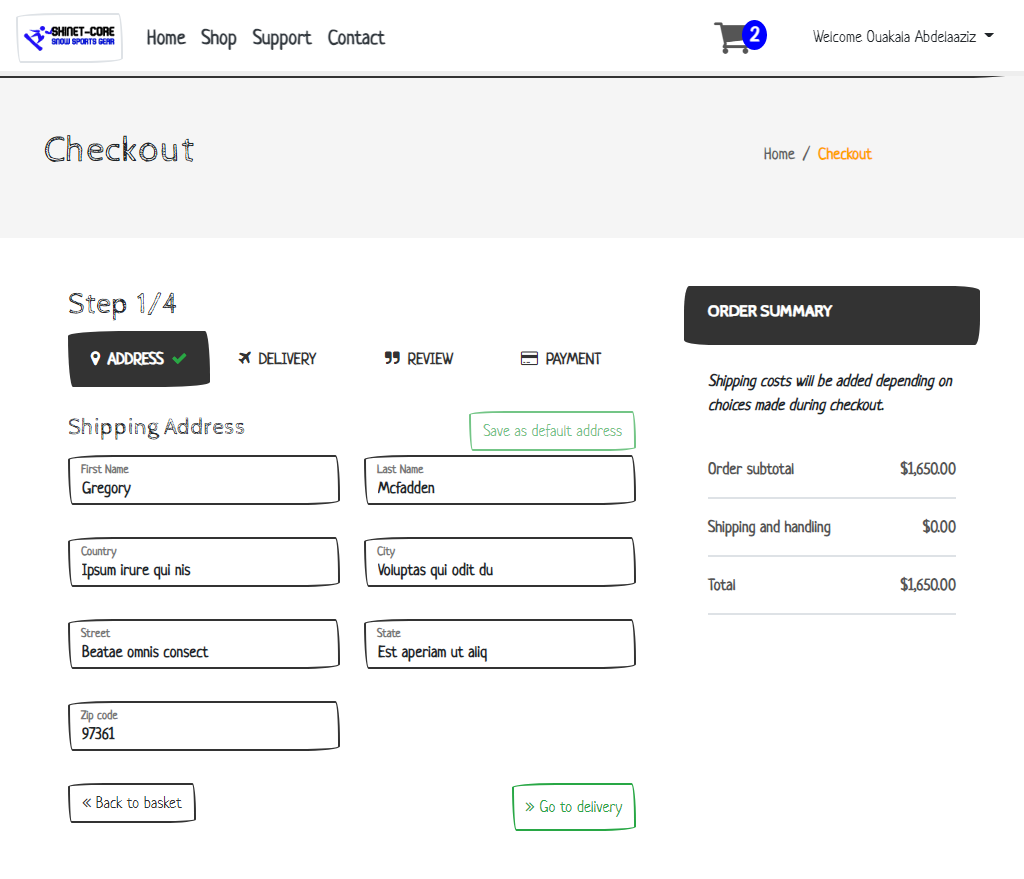 SHINET-CORE
SNOW SPORTS GEAR
Home Shop Support Contact
2
Welcome Ouakala Abdelaaziz
Checkout
Home / Checkout
Step 1/4
ADDRESS
DELIVERY
REVIEW
PAYMENT
Shipping Address
Save as default address
First Name
Gregory
Last Name
Mcfadden
Country
Ipsum irure qui nis
City
Voluptas qui odit du
Street
Beatae omnis consect
State
Est aperiam ut aliq
Zip code
97361
« Back to basket
» Go to delivery
ORDER SUMMARY
Shipping costs will be added depending on
choices made during checkout.
Order subtotal $1,650.00
Shipping and handling $0.00
Total $1,650.00